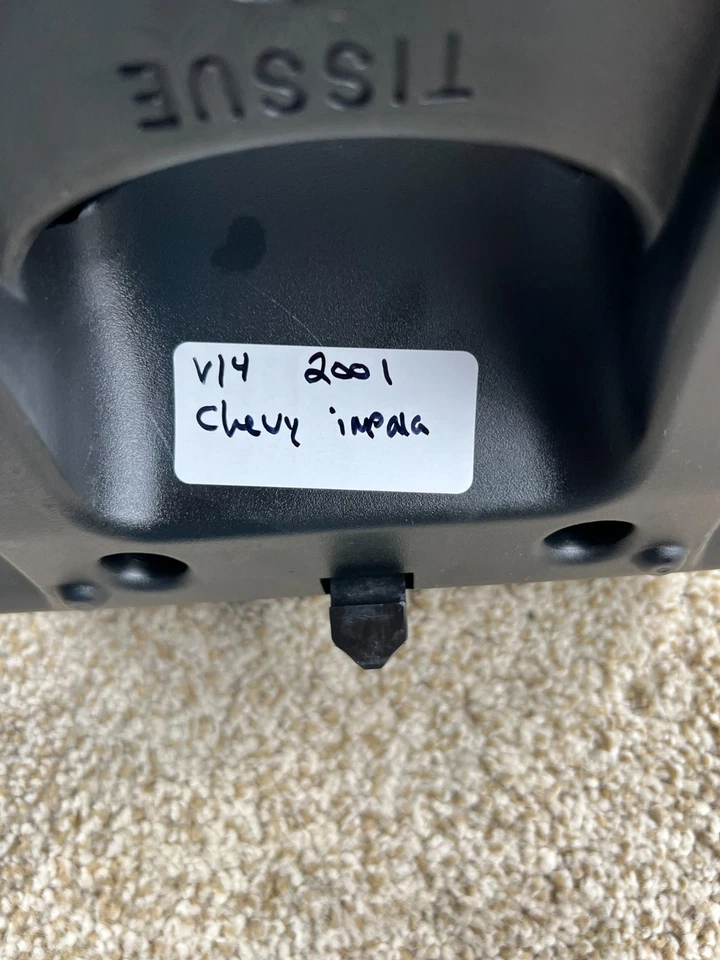 TISSUE
V14 2001
Chevy impala